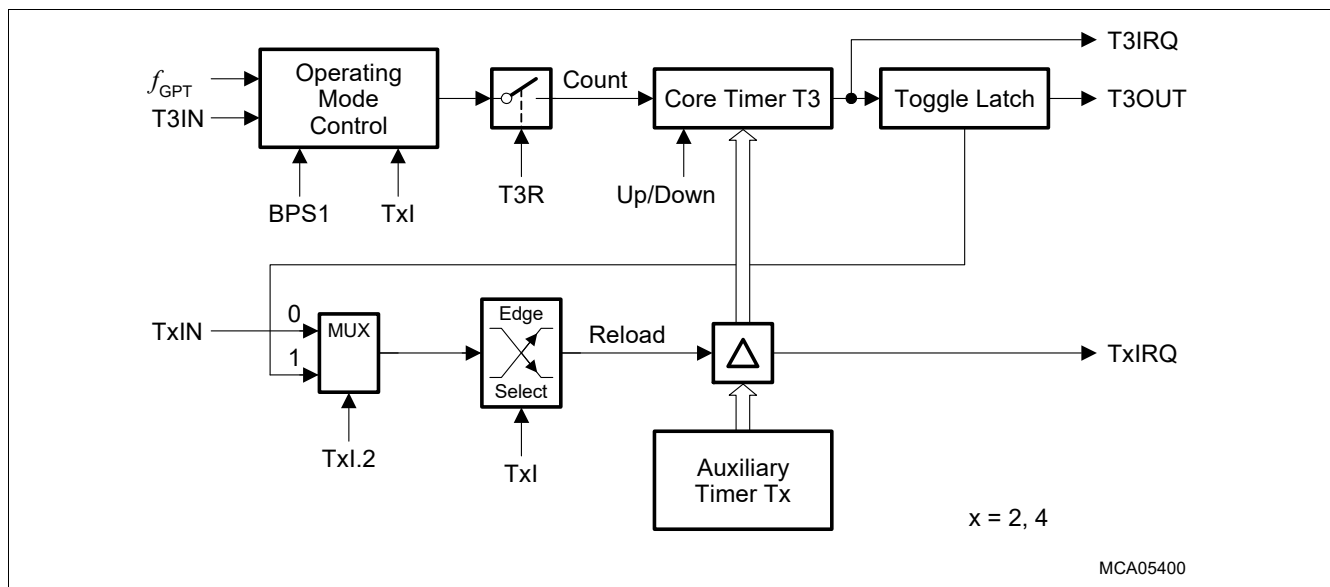 T3IRQ
f GPT
T3IN
Operating
Mode
Control
Count
Core Timer T3
Toggle Latch
T3OUT
BPS1
TxI
T3R
Up/Down
TxIN
0
1
MUX
Edge
Select
Reload
TxIRQ
TxI.2
TxI
Auxiliary
Timer Tx
x = 2, 4
MCA05400